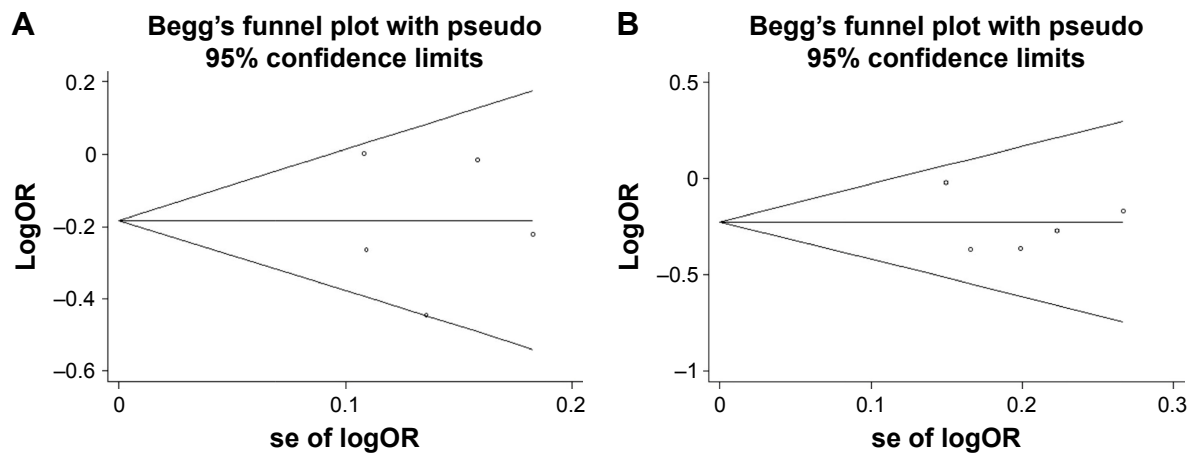 A
Begg’s funnel plot with pseudo
95% confidence limits
LogOR
0.2
0
–0.2
–0.4
–0.6
0
0.1
0.2
se of logOR
B
Begg’s funnel plot with pseudo
95% confidence limits
LogOR
0.5
0
–0.5
–1
0
0.1
0.2
0.3
se of logOR